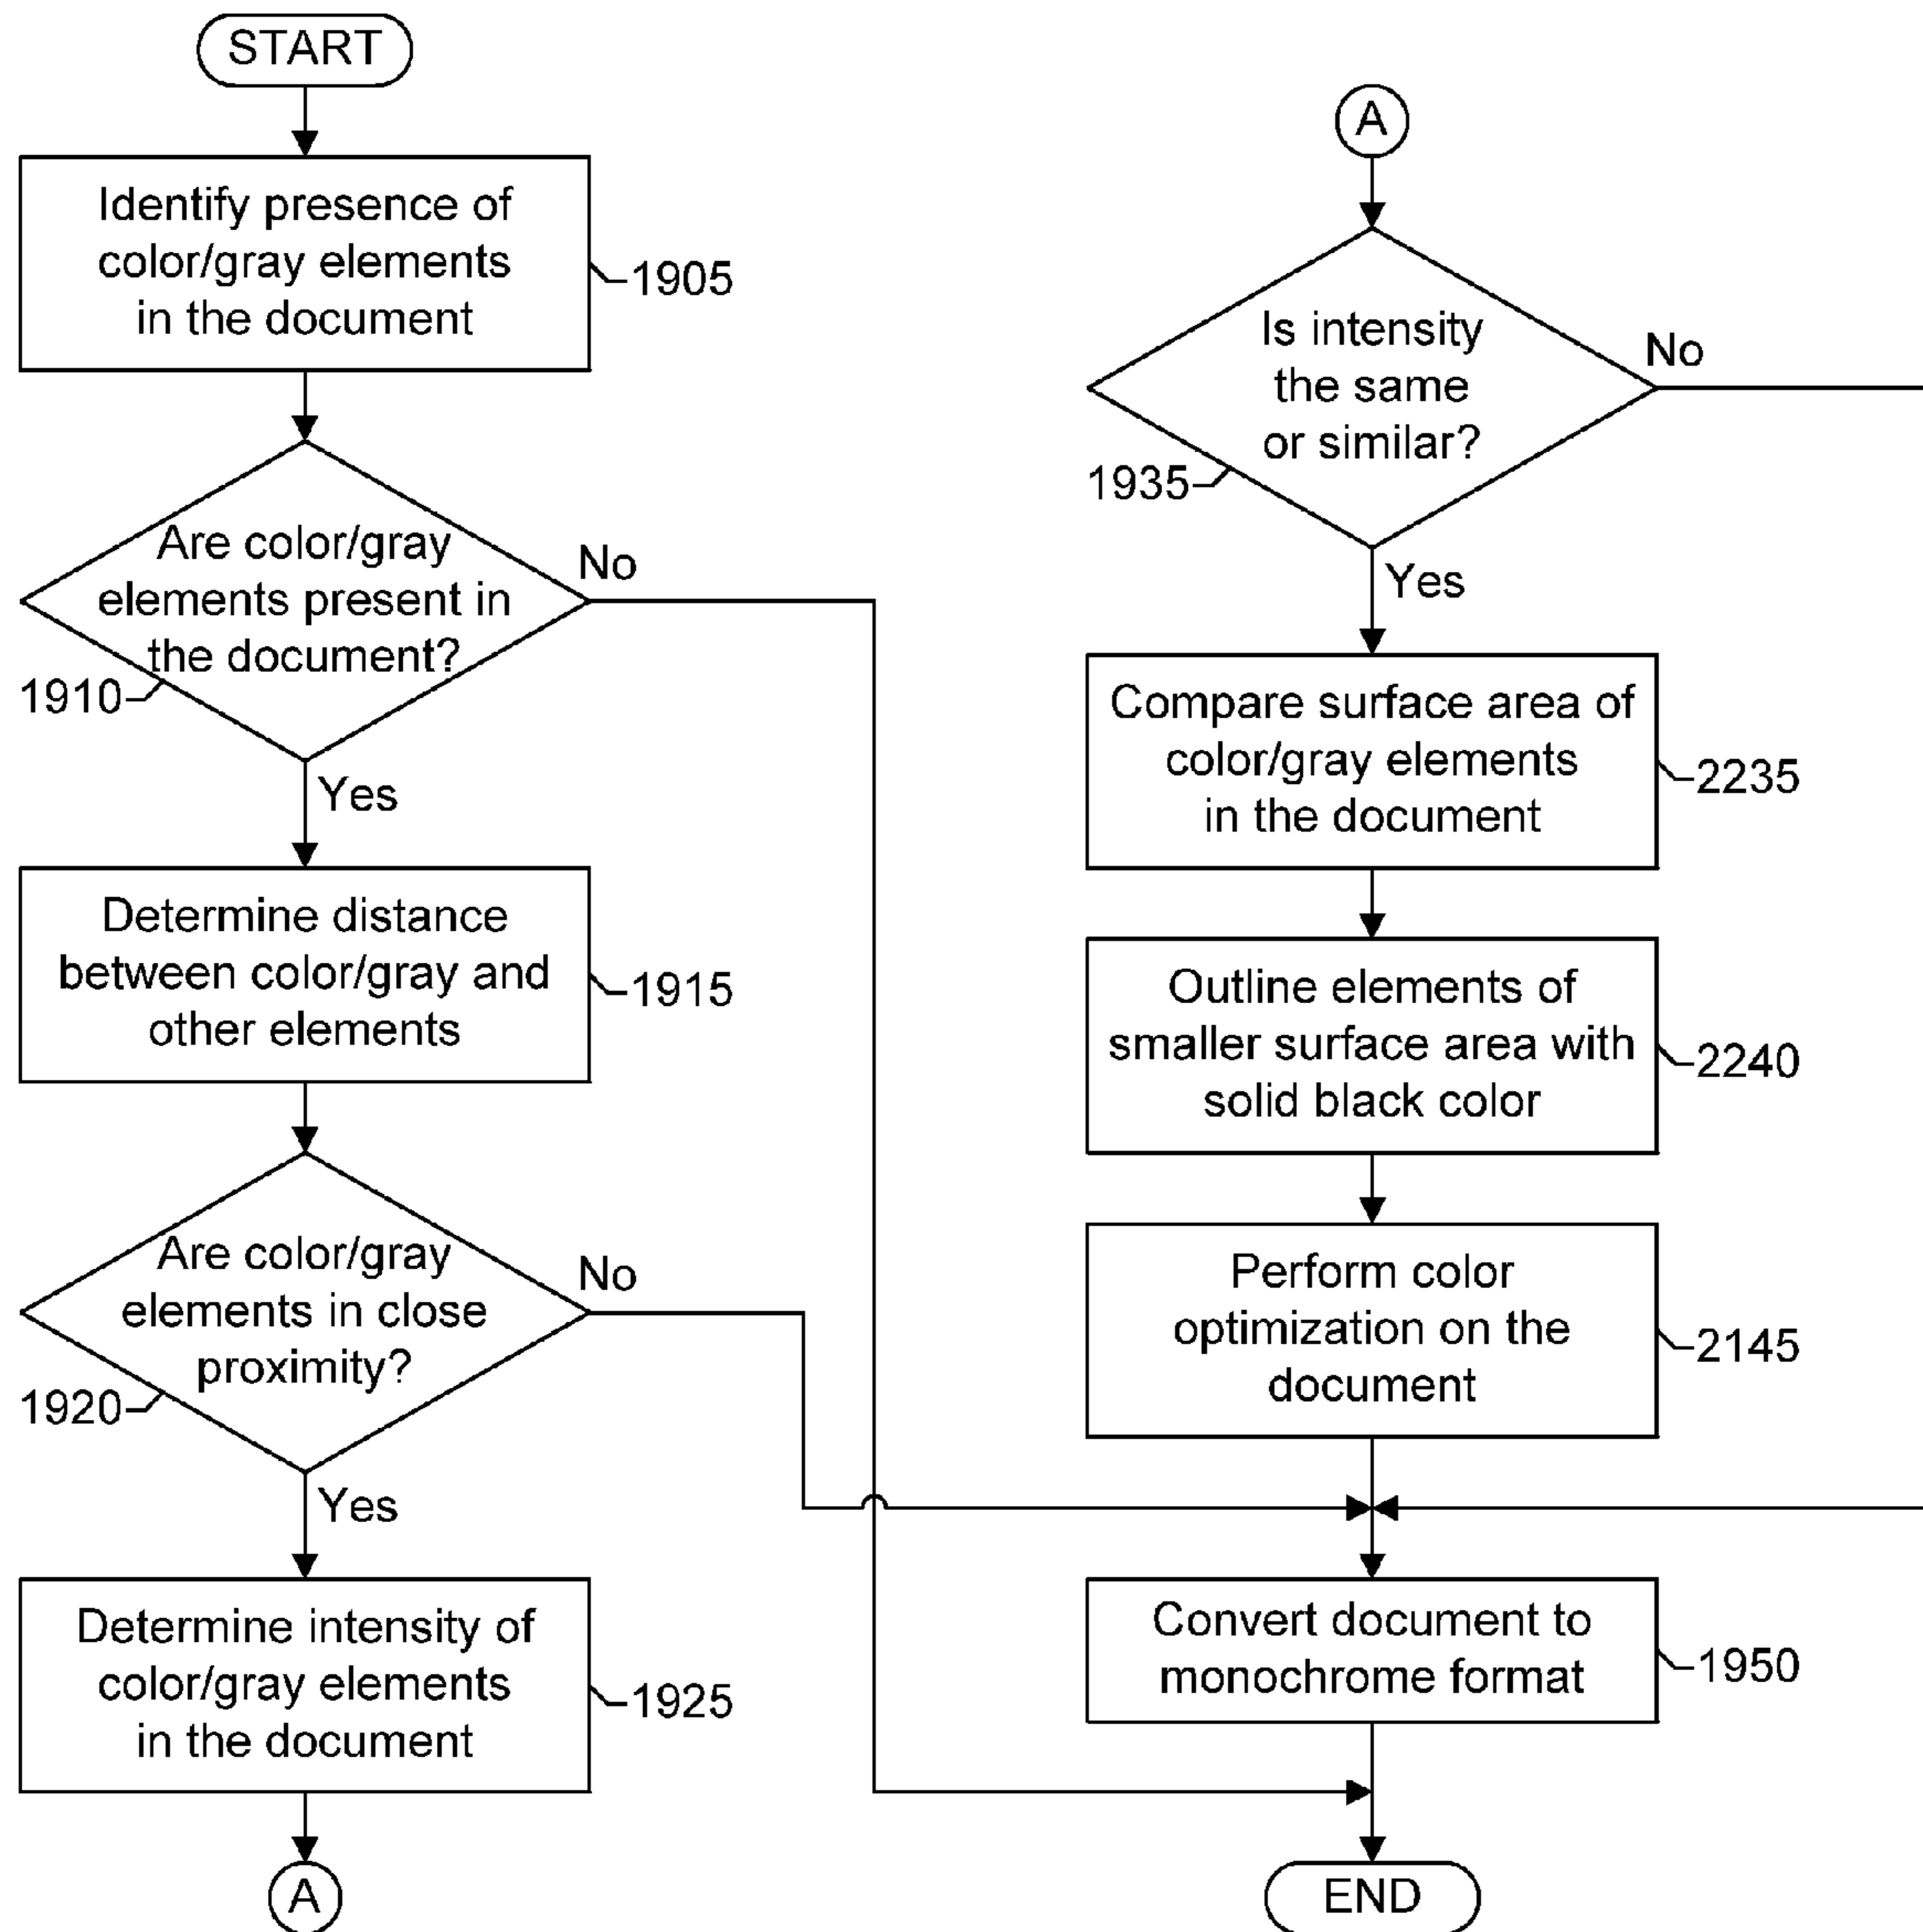 START
Identify presence of
color/gray elements
in the document
1905
Are color/gray
elements present in
the document?
No
1910
Yes
Determine distance
between color/gray and
other elements
1915
Are color/gray
elements in close
proximity?
No
1920
Yes
Determine intensity of
color/gray elements
in the document
1925
A
A
Is intensity
the same
or similar?
No
1935
Yes
Compare surface area of
color/gray elements
in the document
2235
Outline elements of
smaller surface area with
solid black color
2240
Perform color
optimization on the
document
2145
Convert document to
monochrome format
1950
END